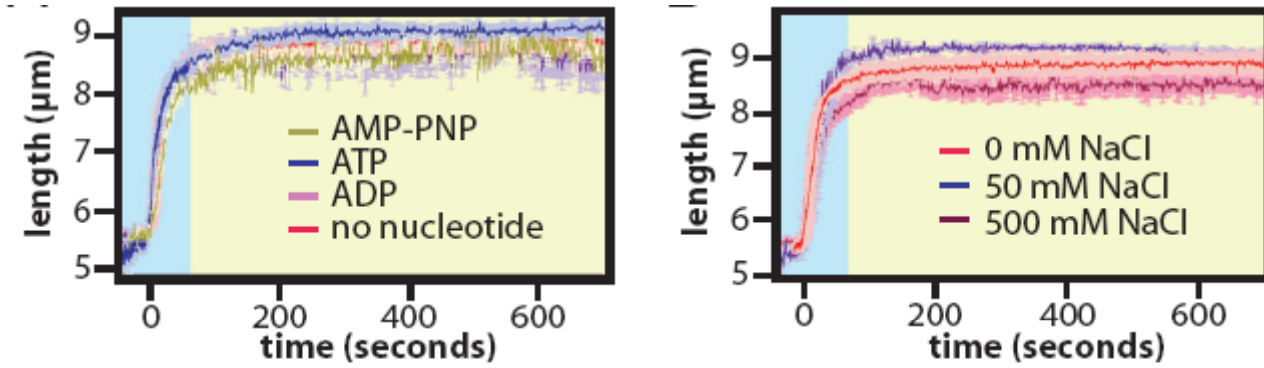 length (μm)
9
8
7
6
5
AMP-PNP
ATP
ADP
no nucleotide
0 200 400 600
time (seconds)
length (μm)
9
8
7
6
5
0 mM NaCl
50 mM NaCl
500 mM NaCl
0 200 400 600
time (seconds)